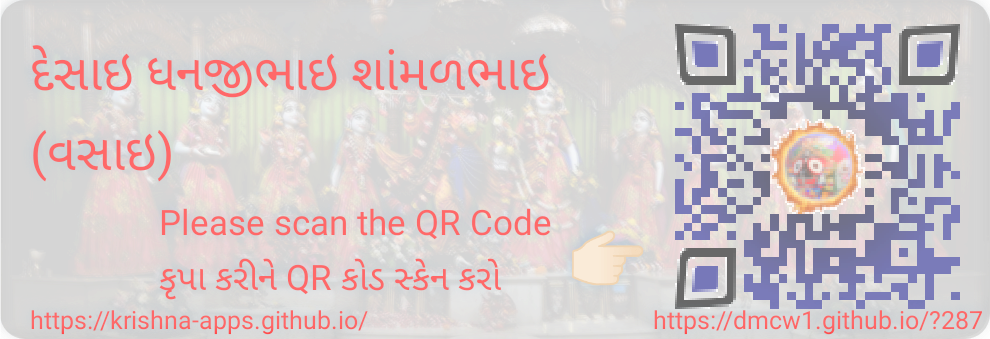 દેસાઇ ધનજીભાઇ શાંમળભાઇ
(વસાઇ)
Please scan the QR Code
કૃપા કરીને QR કોડ સ્કેન કરો
https://krishna-apps.github.io/
https://dmcw1.github.io/?287